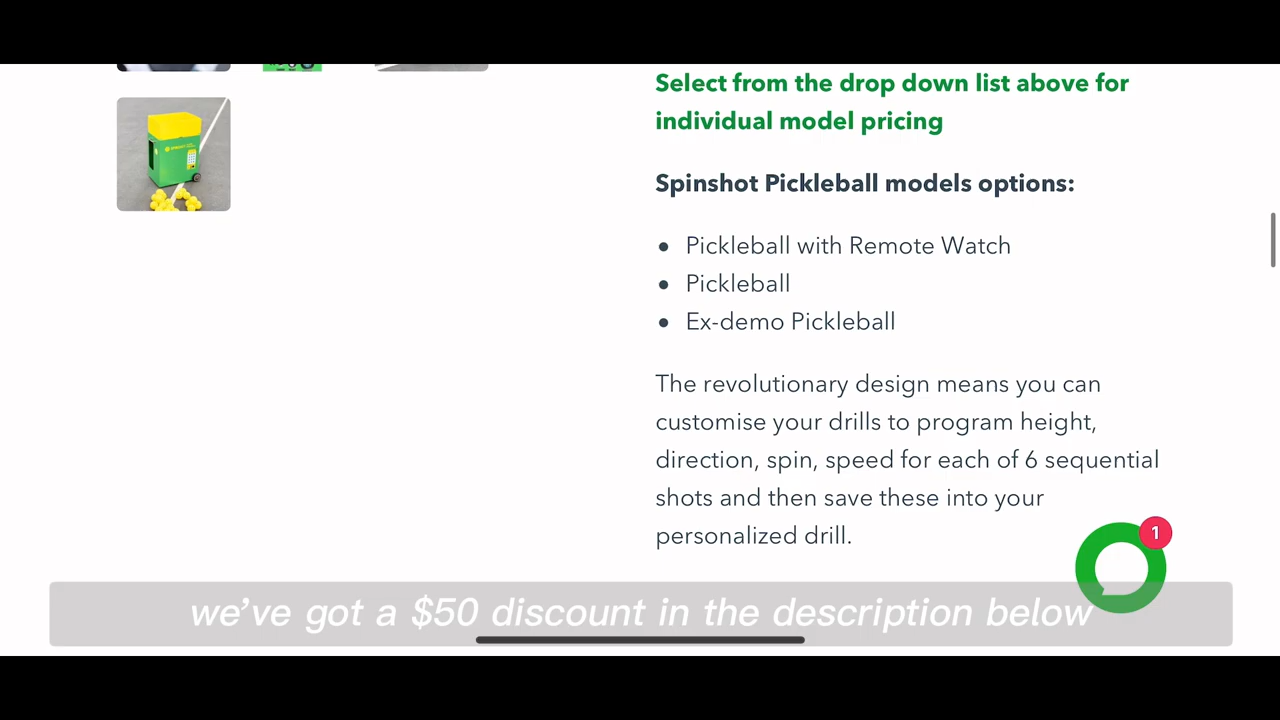 Select from the drop down list above for
individual model pricing
Spinshot Pickleball models options:
Pickleball with Remote Watch
Pickleball
Ex-demo Pickleball
The revolutionary design means you can
customise your drills to program height,
direction, spin, speed for each of 6 sequential
shots and then save these into your
personalized drill.
1
we’ve got a $50 discount in the description below